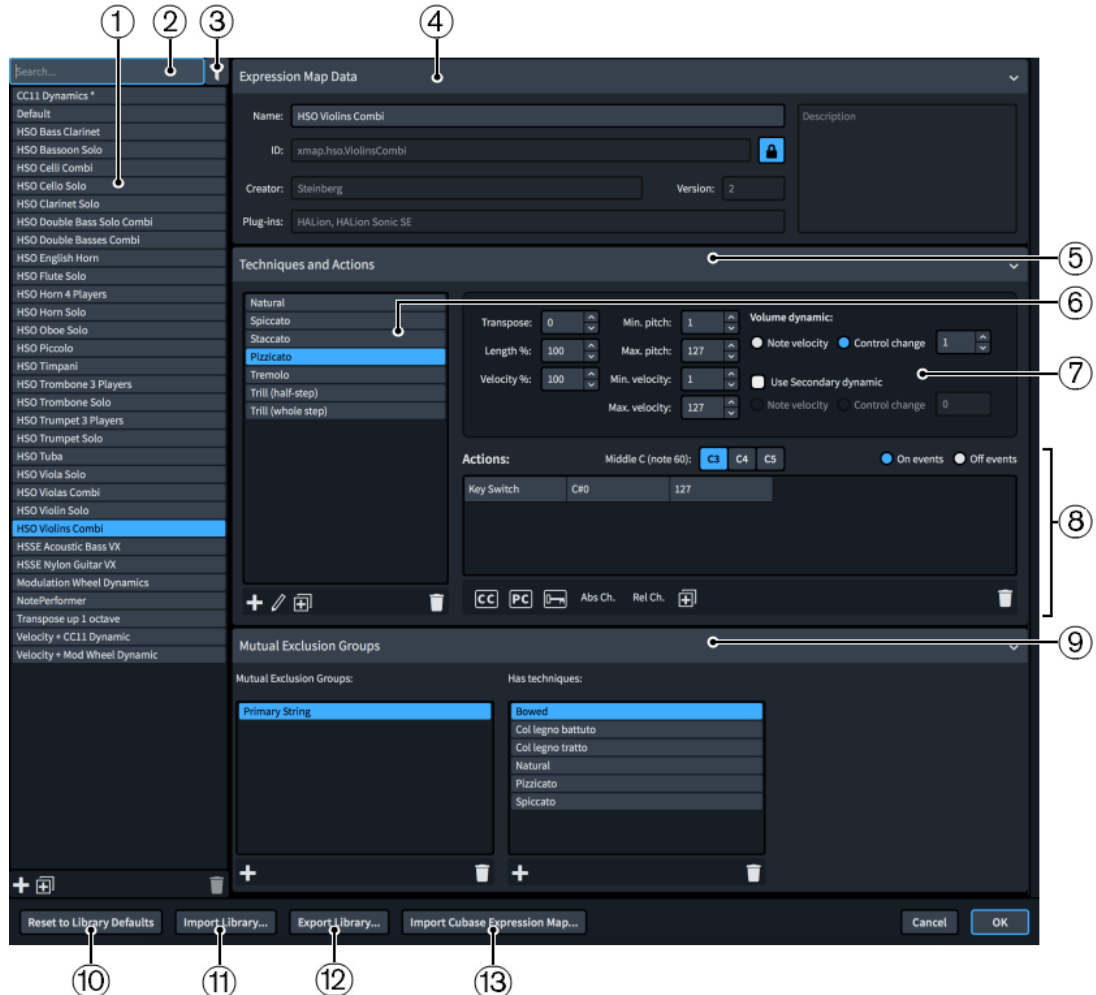 ① ② ③ ④
Search...
CC11 Dynamics *
Default
HSO Bass Clarinet
HSO Bassoon Solo
HSO Celli Combi
HSO Cello Solo
HSO Clarinet Solo
HSO Double Bass Solo Combi
HSO Double Basses Combi
HSO English Horn
HSO Flute Solo
HSO Horn 4 Players
HSO Horn Solo
HSO Oboe Solo
HSO Piccolo
HSO Timpani
HSO Trombone 3 Players
HSO Trombone Solo
HSO Trumpet 3 Players
HSO Trumpet Solo
HSO Tuba
HSO Viola Solo
HSO Violas Combi
HSO Violin Solo
HSO Violins Combi
HSSE Acoustic Bass VX
HSSE Nylon Guitar VX
Modulation Wheel Dynamics
NotePerformer
Transpose up 1 octave
Velocity + CC11 Dynamic
Velocity + Mod Wheel Dynamic
Expression Map Data
Name: HSO Violins Combi
Description
ID: xmap.hso.ViolinsCombi
Creator: Steinberg Version: 2
Plug-ins: HALion, HALion Sonic SE
Techniques and Actions ⑤
Natural
Spiccato
Staccato
Pizzicato
Tremolo
Trill (half-step)
Trill (whole step)
⑥
Transpose: 0 Min. pitch: 1 Volume dynamic:
Length %: 100 Max. pitch: 127 Note velocity Control change 1
Velocity %: 100 Min. velocity: 1 Use Secondary dynamic ⑦
Max. velocity: 127 Note velocity Control change 0
Actions: Middle C (note 60): C3 C4 C5 On events Off events
Key Switch C#0 127
⑧
CC PC Abs Ch. Rel Ch.
Mutual Exclusion Groups ⑨
Mutual Exclusion Groups: Has techniques:
Primary String
Bowed
Col legno battuto
Col legno tratto
Natural
Pizzicato
Spiccato
Reset to Library Defaults Import Library... Export Library... Import Cubase Expression Map... Cancel OK
⑩ ⑪ ⑫ ⑬